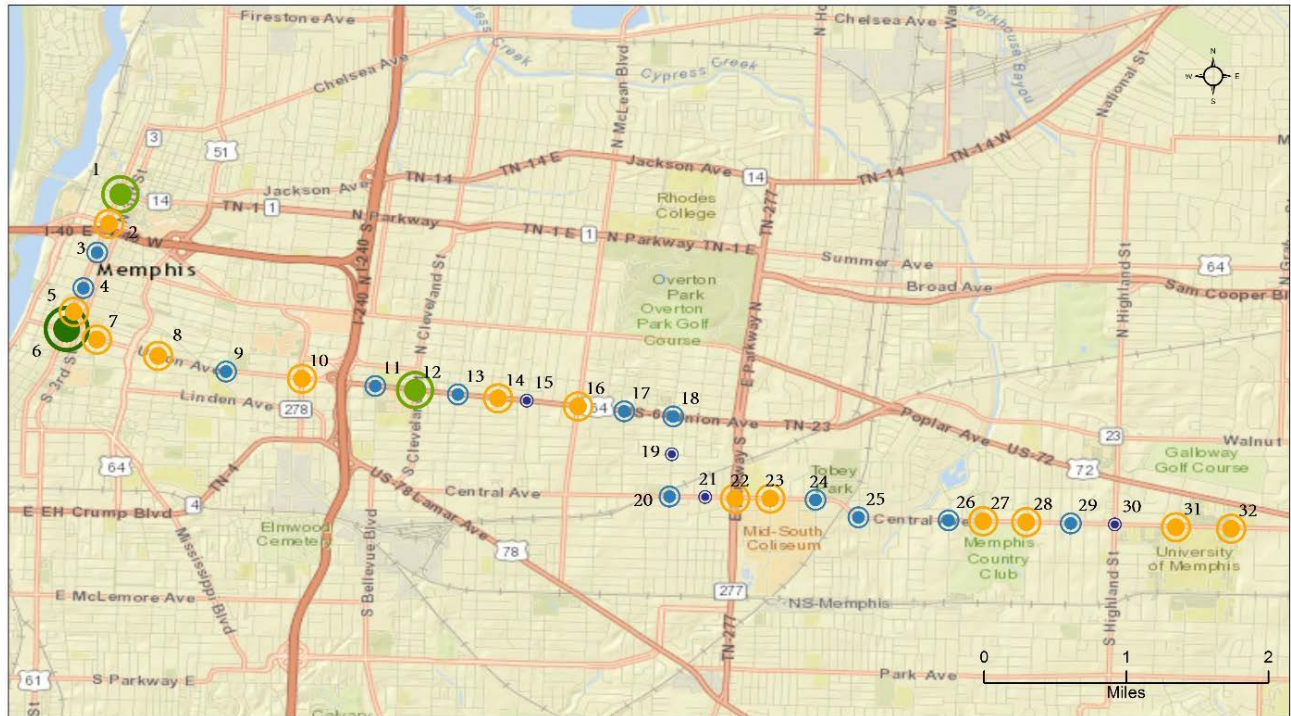 Firestone Ave
Chelsea Ave
Cypress Creek
N McLean Blvd
Chelsea Ave
National St
N
W E
S
3
51
1
14
Jackson Ave
TN-14
TN-14 E
Jackson Ave
14
TN-14
TN-14 W
TN-277
TN-1
1
N Parkway
TN-1 E
1
N Parkway
TN-1 E
Rhodes
College
I-40 E
W
2
3
Memphis
4
5
6
7
8
9
10
11
12
13
14
15
16
17
18
19
20
21
22
23
24
25
26
27
28
29
30
31
32
I-240 N
I-240 S
N Cleveland St
Overton
Park
Overton
Park Golf
Course
E Parkway N
Summer Ave
64
Broad Ave
Sam Cooper Bl
N Highland St
S 3rd St
Linden Ave
278
64
TN-23
Poplar Ave
US-72
72
23
Walnut
Galloway
Golf Course
64
TN-4
4
US-78 Lamar Ave
78
Central Ave
Tobey
Park
Central
Mid-South
Coliseum
Memphis
Country
Club
University
of Memphis
E EH Crump Blvd
Elmwood
Cemetery
Mississippi Blvd
S Bellevue Blvd
E McLemore Ave
277
NS-Memphis
TN-277
S Highland St
61
S Parkway E
Park Ave
0 1 2
Miles